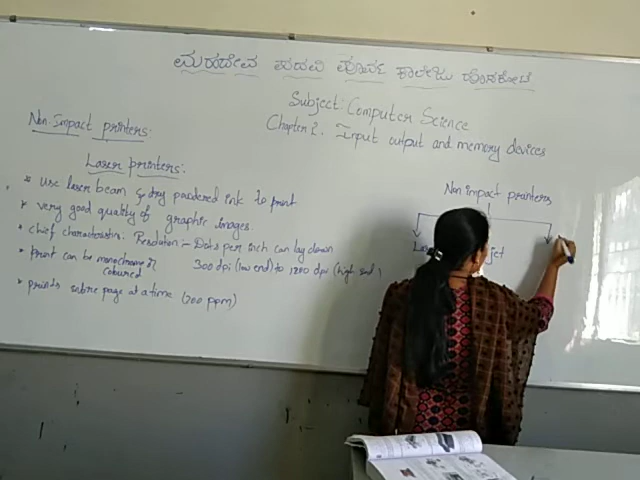 ಮಹದೇವ ಪದವಿ ಪೂರ್ವ ಕಾಲೇಜು ಹೊಸಕೋಟೆ
Subject: Computer Science
Chapter 2. Input output and memory devices
Non Impact printers:
Laser printers:
* Use laser beam & dry powdered ink to print
* very good quality of graphic images.
* chief characteristics: Resolution:- Dots per inch can lay down
300 dpi (low end) to 1200 dpi (high end)
* print can be monochrome or coloured
* prints entire page at a time (200 ppm)
Non impact printers
jet